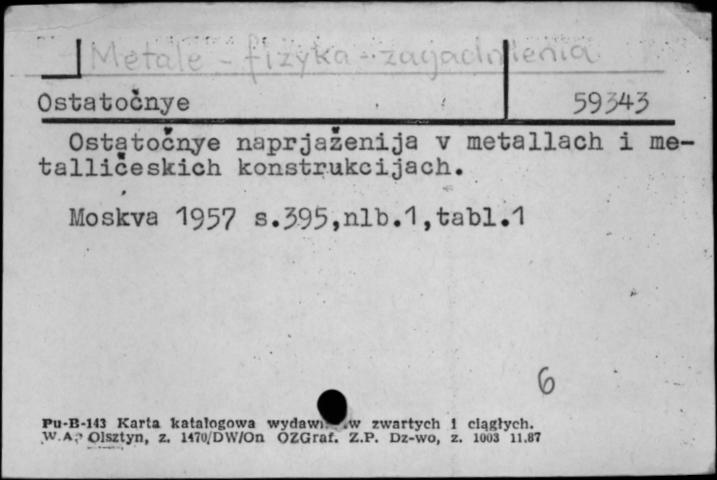 Metale - fizyka - zagadnienia
Ostatočnye 59343
Ostatočnye naprjaženija v metallach i me-
talličeskich konstrukcijach.
Moskva 1957 s.395,nlb.1,tabl.1
6
Pu-B-143 Karta katalogowa wydawn w zwartych i ciągłych.
W.A.P Olsztyn, z. 1470/DW/On OZGraf. Z.P. Dz-wo, z. 1003 11.87